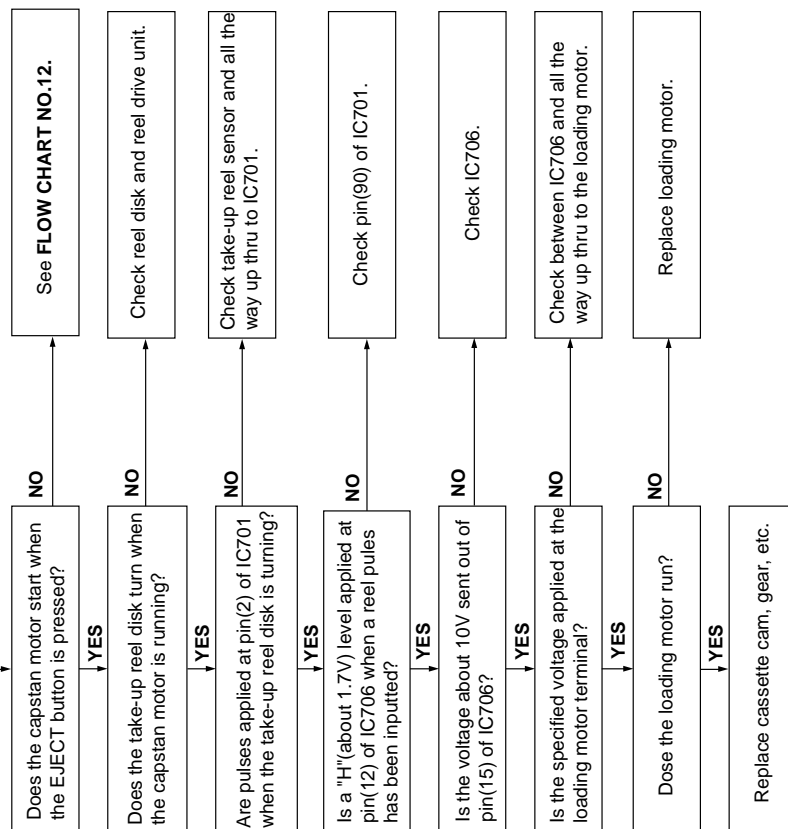 Does the capstan motor start when
the EJECT button is pressed?
NO
See FLOW CHART NO.12.
YES
Does the take-up reel disk turn when
the capstan motor is running?
NO
Check reel disk and reel drive unit.
YES
Are pulses applied at pin(2) of IC701
when the take-up reel disk is turning?
NO
Check take-up reel sensor and all the
way up thru to IC701.
YES
Is a "H"(about 1.7V) level applied at
pin(12) of IC706 when a reel pules
has been inputted?
NO
Check pin(90) of IC701.
YES
Is the voltage about 10V sent out of
pin(15) of IC706?
NO
Check IC706.
YES
Is the specified voltage applied at the
loading motor terminal?
NO
Check between IC706 and all the
way up thru to the loading motor.
YES
Dose the loading motor run?
NO
Replace loading motor.
YES
Replace cassette cam, gear, etc.